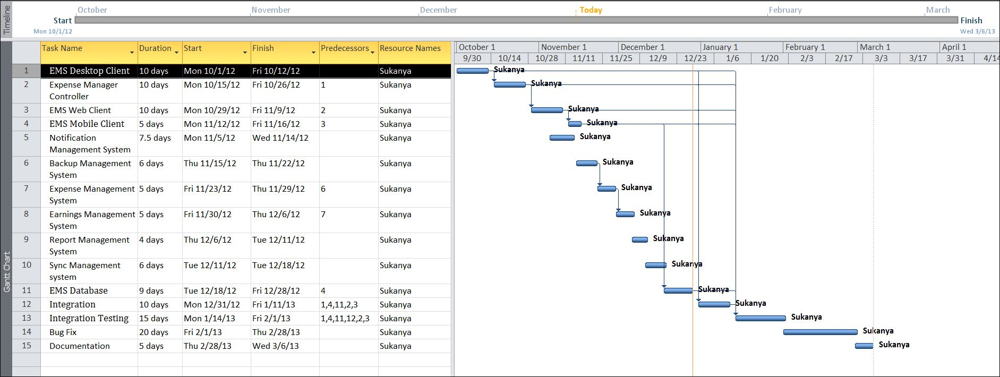 Timeline
October November December Today February March
Start Finish
Mon 10/1/12 Wed 3/6/13
Gantt Chart
Task Name Duration Start Finish Predecessors Resource Names
October 1 November 1 December 1 January 1 February 1 March 1 April 1
9/30 10/14 10/28 11/11 11/25 12/9 12/23 1/6 1/20 2/3 2/17 3/3 3/17 3/31 4/14
1 EMS Desktop Client 10 days Mon 10/1/12 Fri 10/12/12 Sukanya Sukanya
2 Expense Manager 10 days Mon 10/15/12 Fri 10/26/12 1 Sukanya Sukanya
Controller
3 EMS Web Client 10 days Mon 10/29/12 Fri 11/9/12 2 Sukanya Sukanya
4 EMS Mobile Client 5 days Mon 11/12/12 Fri 11/16/12 3 Sukanya Sukanya
5 Notification 7.5 days Mon 11/5/12 Wed 11/14/12 Sukanya Sukanya
Management System
6 Backup Management 6 days Thu 11/15/12 Thu 11/22/12 Sukanya Sukanya
System
7 Expense Management 5 days Fri 11/23/12 Thu 11/29/12 6 Sukanya Sukanya
System
8 Earnings Management 5 days Fri 11/30/12 Thu 12/6/12 7 Sukanya Sukanya
System
9 Report Management 4 days Thu 12/6/12 Tue 12/11/12 Sukanya Sukanya
System
10 Sync Management 6 days Tue 12/11/12 Tue 12/18/12 Sukanya Sukanya
system
11 EMS Database 9 days Tue 12/18/12 Fri 12/28/12 4 Sukanya Sukanya
12 Integration 10 days Mon 12/31/12 Fri 1/11/13 1,4,11,2,3 Sukanya Sukanya
13 Integration Testing 15 days Mon 1/14/13 Fri 2/1/13 1,4,11,12,2,3 Sukanya Sukanya
14 Bug Fix 20 days Fri 2/1/13 Thu 2/28/13 Sukanya Sukanya
15 Documentation 5 days Thu 2/28/13 Wed 3/6/13 Sukanya Sukanya